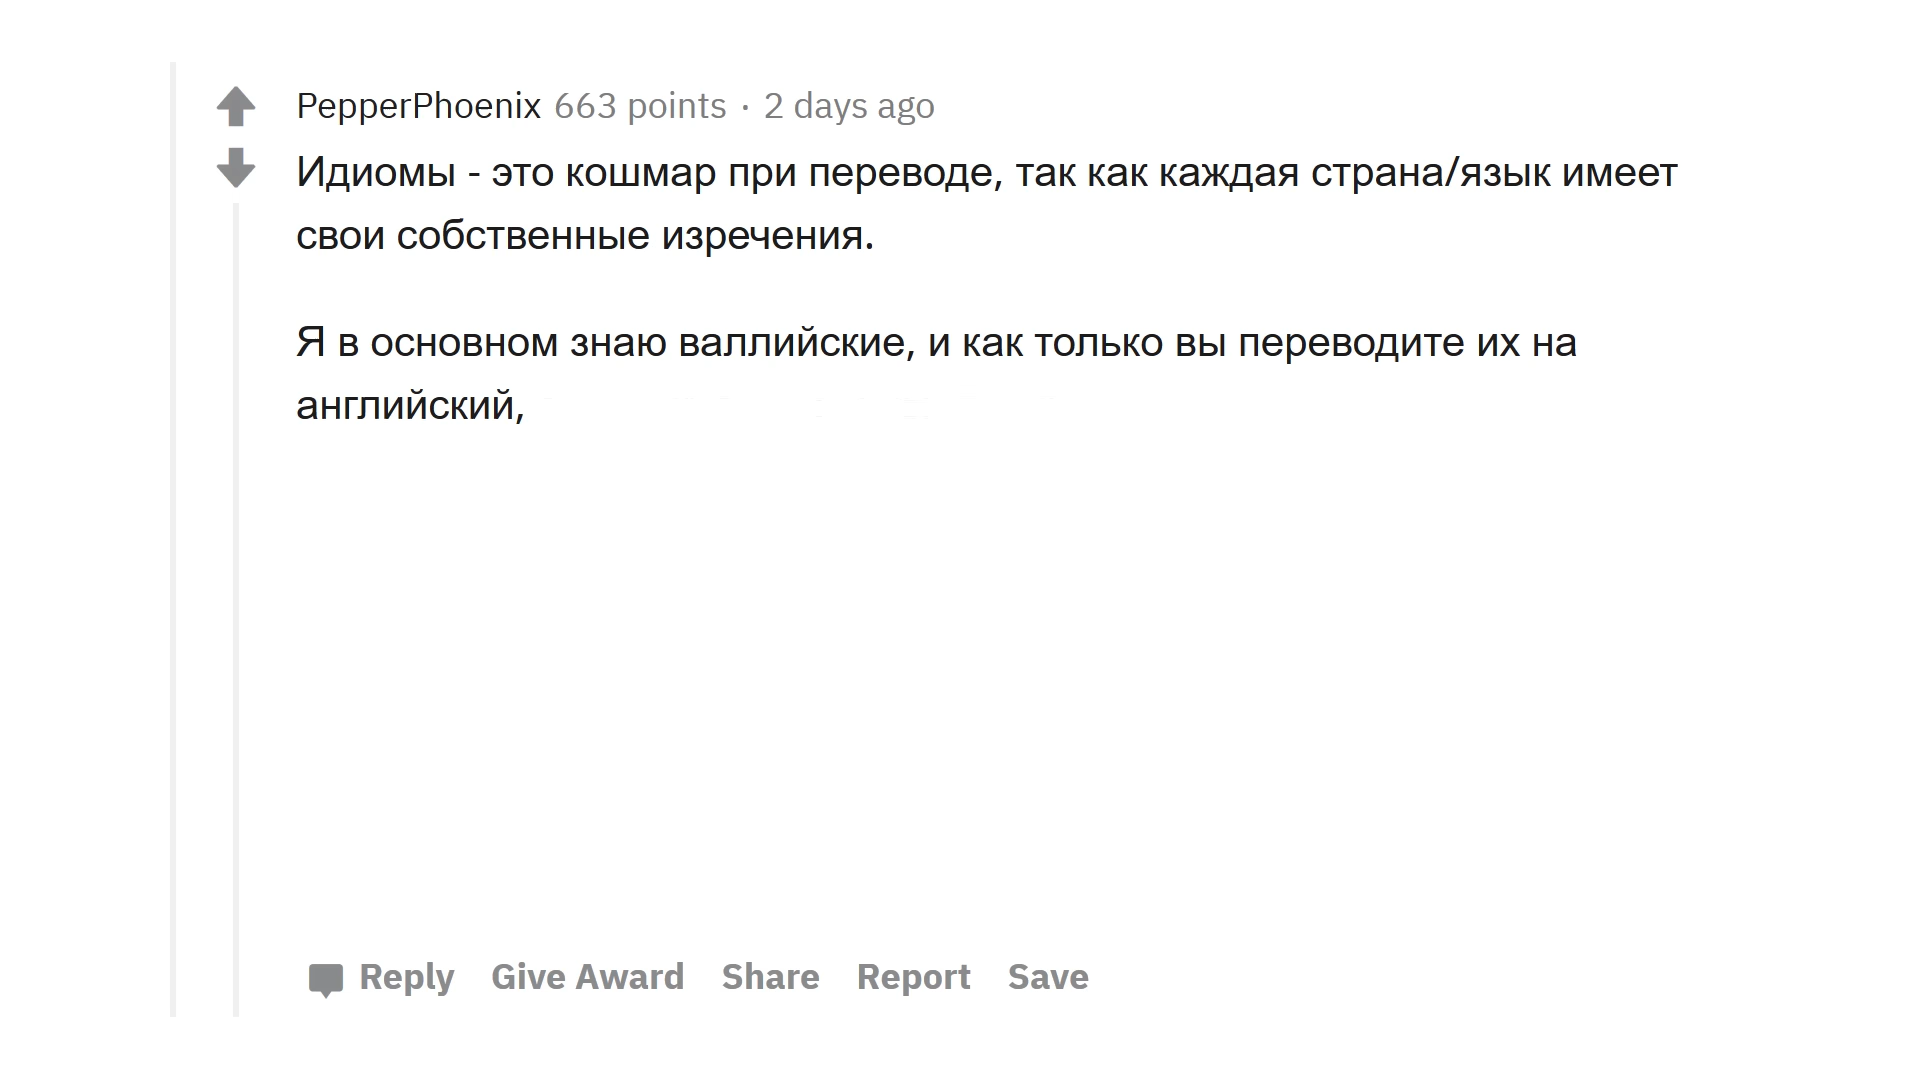 PepperPhoenix 663 points · 2 days ago
Идиомы - это кошмар при переводе, так как каждая страна/язык имеет
свои собственные изречения.
Я в основном знаю валлийские, и как только вы переводите их на
английский,
Reply Give Award Share Report Save